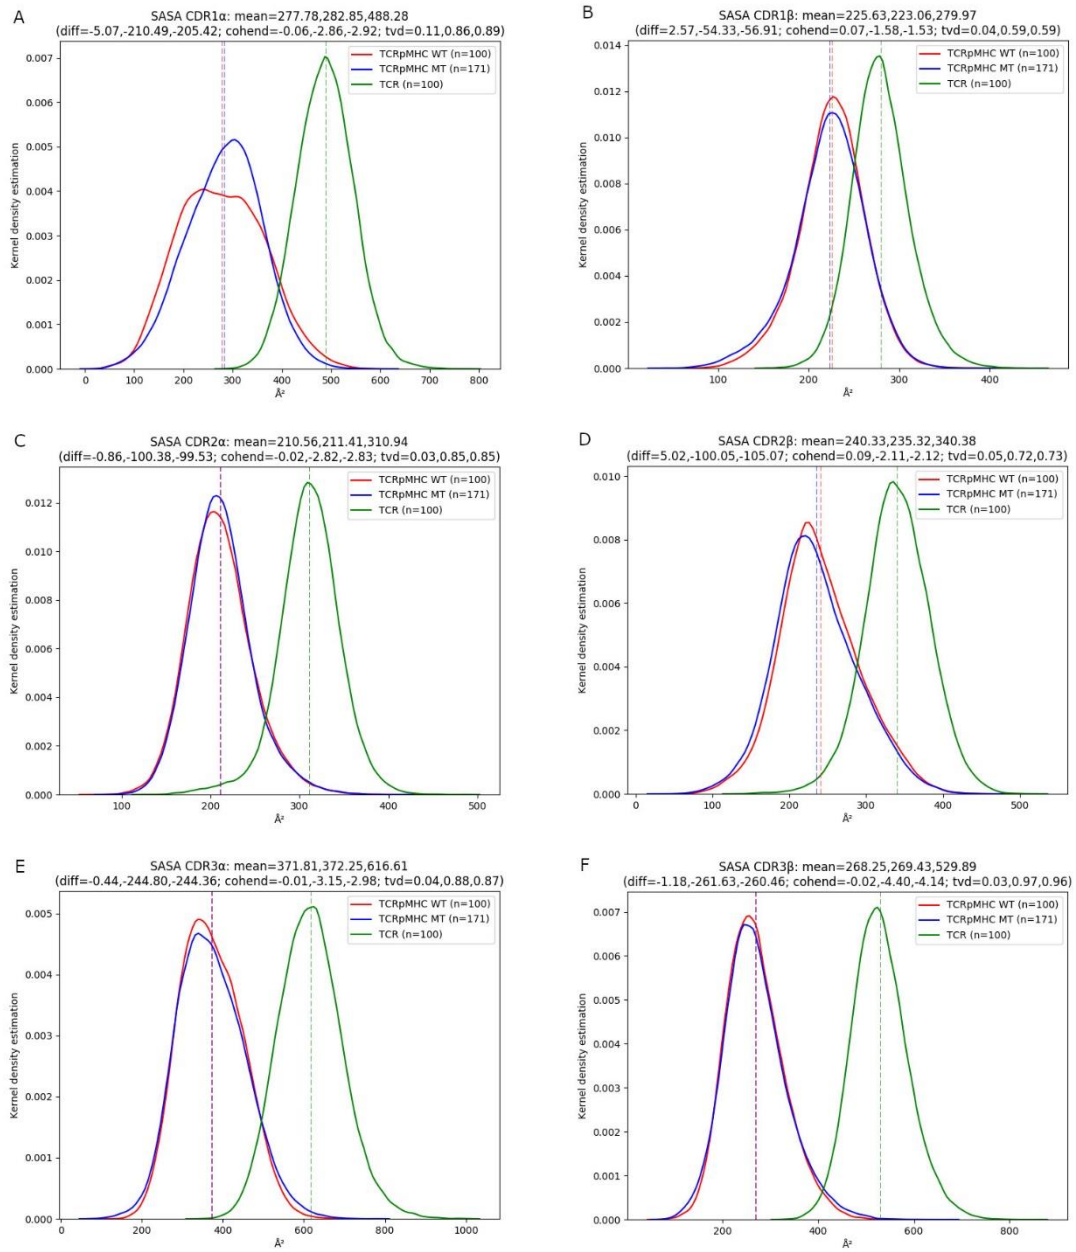 A
SASA CDR1α: mean=277.78,282.85,488.28
(diff=-5.07,-210.49,-205.42; cohend=-0.06,-2.86,-2.92; tvd=0.11,0.86,0.89)
TCRpMHC WT (n=100)
TCRpMHC MT (n=171)
TCR (n=100)
Kernel density estimation
0.007
0.006
0.005
0.004
0.003
0.002
0.001
0.000
0 100 200 300 400 500 600 700 800
Å²
B
SASA CDR1β: mean=225.63,223.06,279.97
(diff=2.57,-54.33,-56.91; cohend=0.07,-1.58,-1.53; tvd=0.04,0.59,0.59)
TCRpMHC WT (n=100)
TCRpMHC MT (n=171)
TCR (n=100)
Kernel density estimation
0.014
0.012
0.010
0.008
0.006
0.004
0.002
0.000
100 200 300 400
Å²
C
SASA CDR2α: mean=210.56,211.41,310.94
(diff=-0.86,-100.38,-99.53; cohend=-0.02,-2.82,-2.83; tvd=0.03,0.85,0.85)
TCRpMHC WT (n=100)
TCRpMHC MT (n=171)
TCR (n=100)
Kernel density estimation
0.012
0.010
0.008
0.006
0.004
0.002
0.000
100 200 300 400 500
Å²
D
SASA CDR2β: mean=240.33,235.32,340.38
(diff=5.02,-100.05,-105.07; cohend=0.09,-2.11,-2.12; tvd=0.05,0.72,0.73)
TCRpMHC WT (n=100)
TCRpMHC MT (n=171)
TCR (n=100)
Kernel density estimation
0.010
0.008
0.006
0.004
0.002
0.000
0 100 200 300 400 500
Å²
E
SASA CDR3α: mean=371.81,372.25,616.61
(diff=-0.44,-244.80,-244.36; cohend=-0.01,-3.15,-2.98; tvd=0.04,0.88,0.87)
TCRpMHC WT (n=100)
TCRpMHC MT (n=171)
TCR (n=100)
Kernel density estimation
0.005
0.004
0.003
0.002
0.001
0.000
0 200 400 600 800 1000
Å²
F
SASA CDR3β: mean=268.25,269.43,529.89
(diff=-1.18,-261.63,-260.46; cohend=-0.02,-4.40,-4.14; tvd=0.03,0.97,0.96)
TCRpMHC WT (n=100)
TCRpMHC MT (n=171)
TCR (n=100)
Kernel density estimation
0.007
0.006
0.005
0.004
0.003
0.002
0.001
0.000
200 400 600 800
Å²